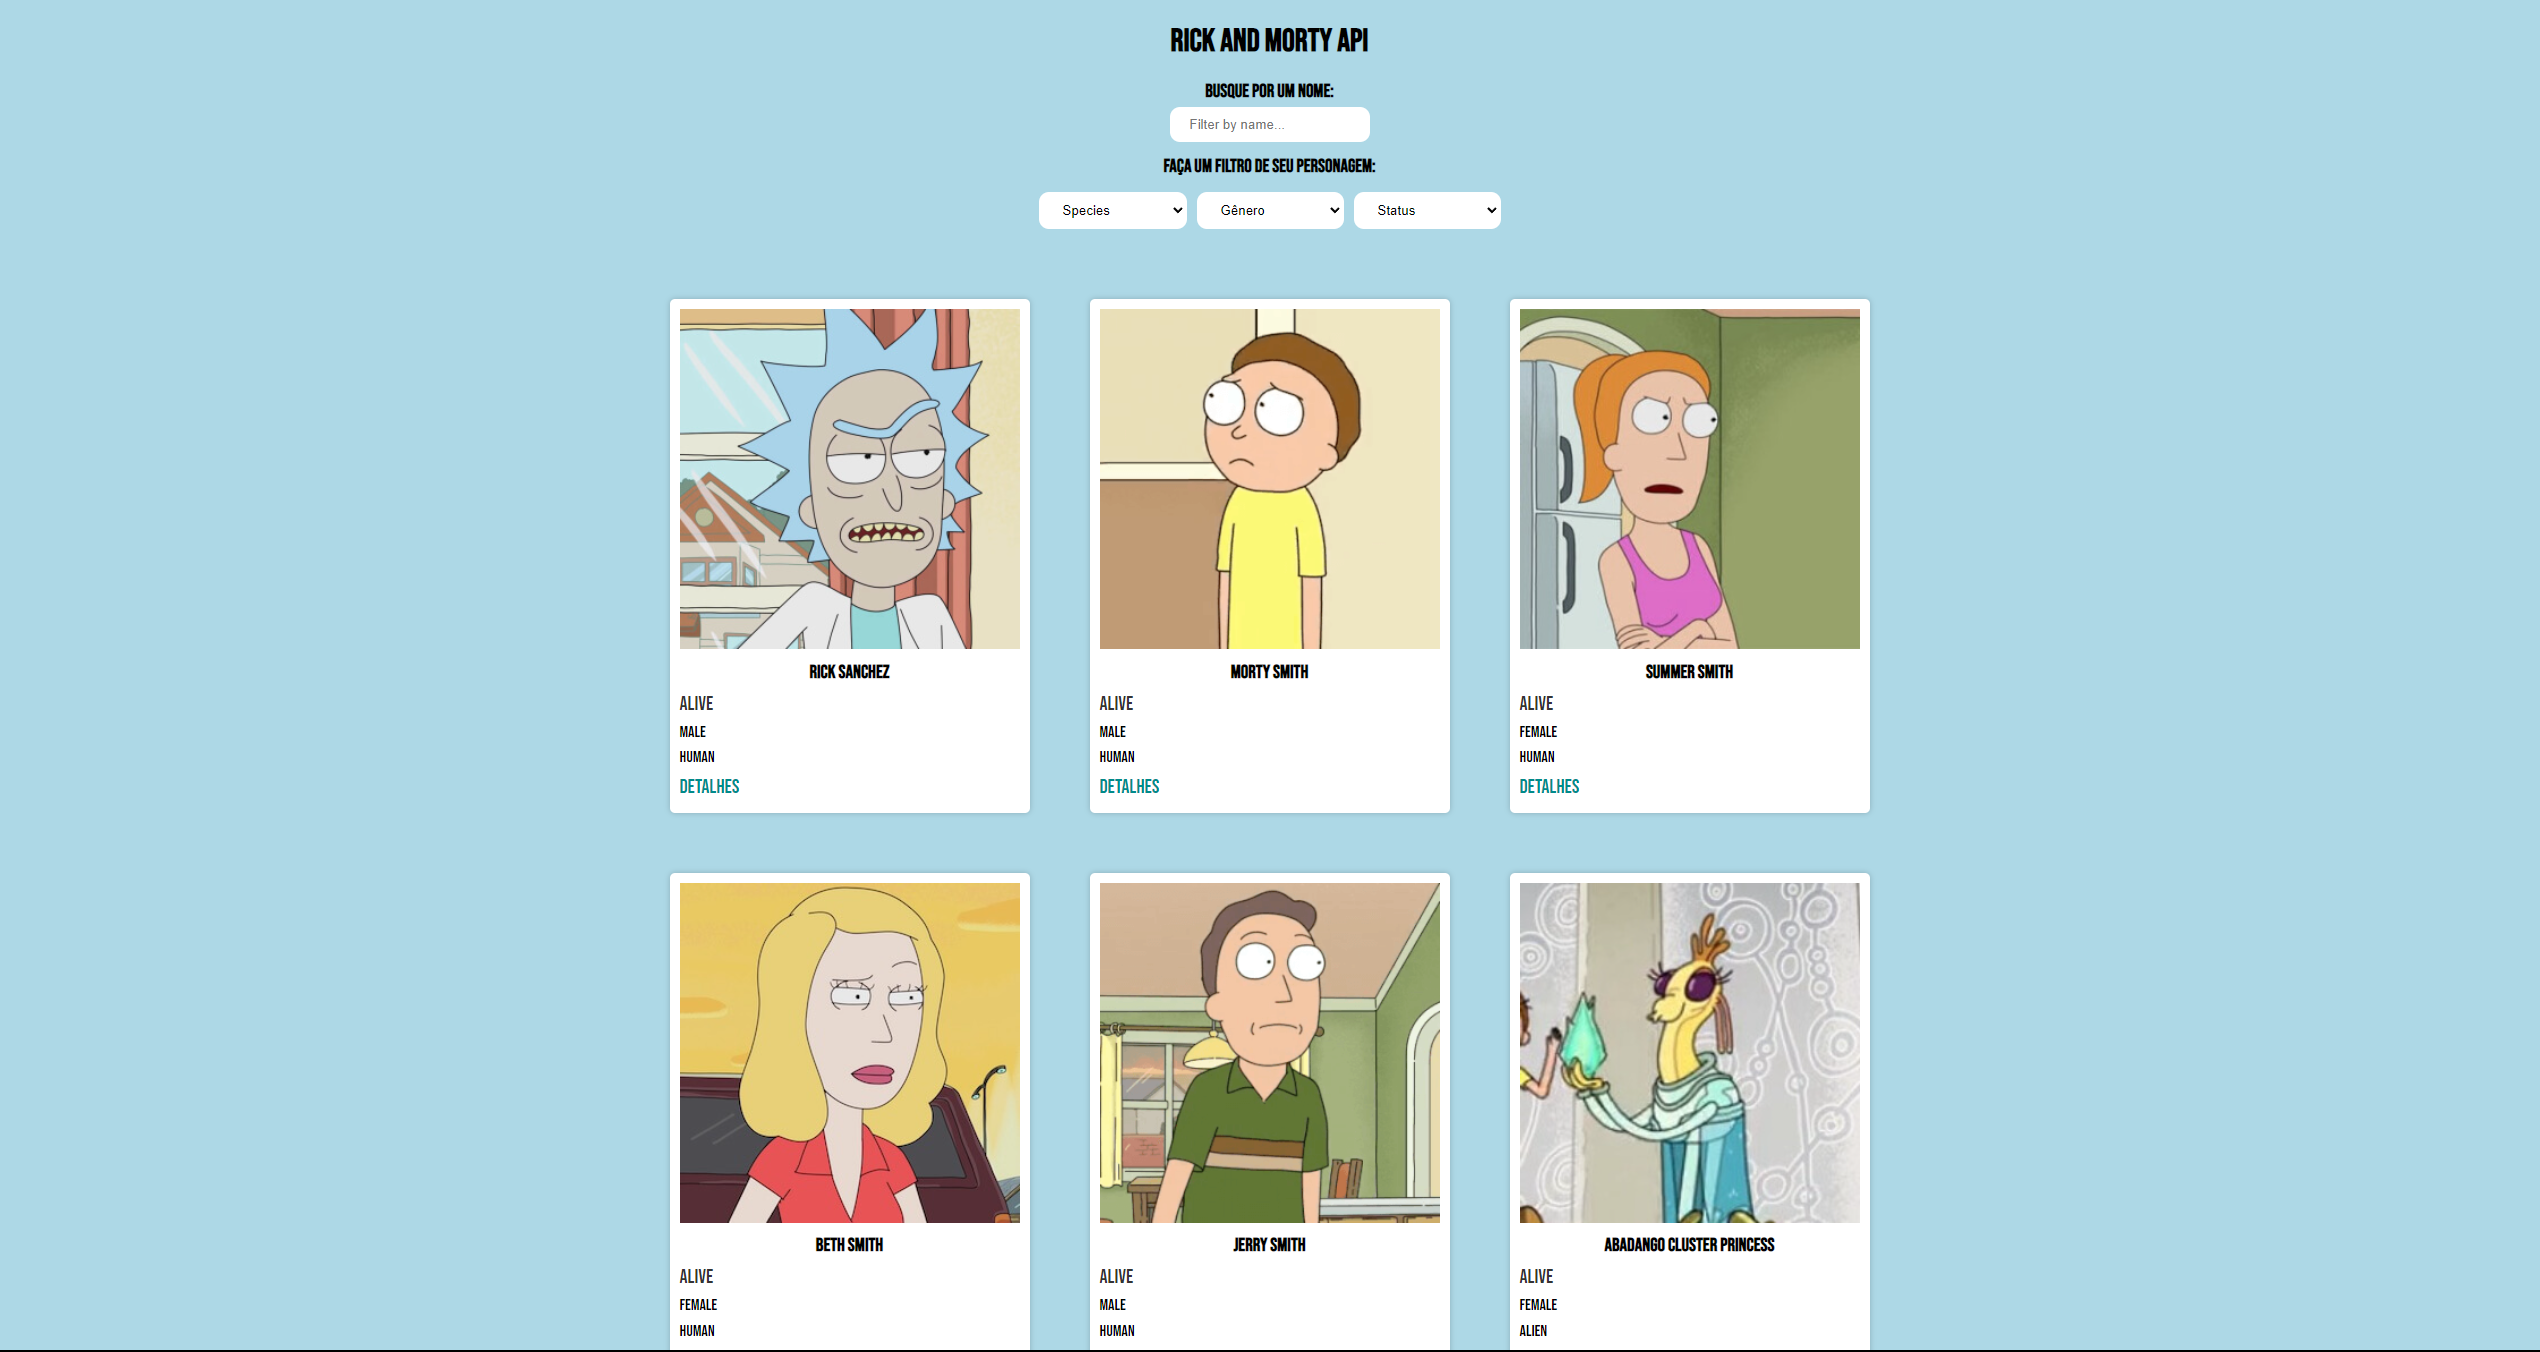 RICK AND MORTY API
BUSQUE POR UM NOME:
Filter by name...
FAÇA UM FILTRO DE SEU PERSONAGEM:
Species Gênero Status
RICK SANCHEZ
ALIVE
MALE
HUMAN
DETALHES
MORTY SMITH
ALIVE
MALE
HUMAN
DETALHES
SUMMER SMITH
ALIVE
FEMALE
HUMAN
DETALHES
BETH SMITH
ALIVE
FEMALE
HUMAN
JERRY SMITH
ALIVE
MALE
HUMAN
ABADANGO CLUSTER PRINCESS
ALIVE
FEMALE
ALIEN